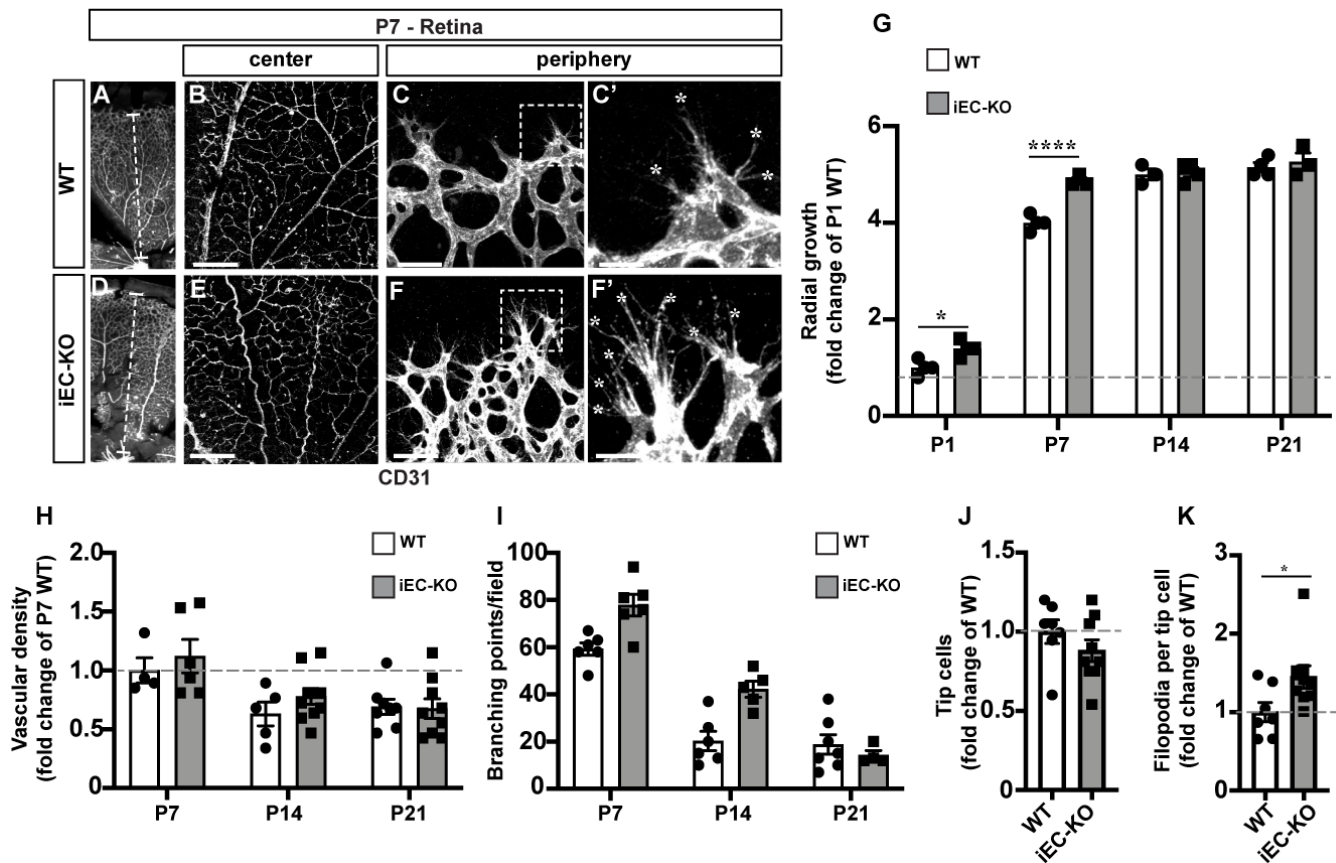 P7 - Retina
center
periphery
WT
A
B
C
C'
iEC-KO
D
E
F
F'
* * * *
* * * * * * * *
CD31
G
WT
iEC-KO
Radial growth
(fold change of P1 WT)
6
4
2
0
*
****
P1 P7 P14 P21
H
WT
iEC-KO
Vascular density
(fold change of P7 WT)
2.0
1.5
1.0
0.5
0
P7 P14 P21
I
WT
iEC-KO
Branching points/field
100
80
60
40
20
0
P7 P14 P21
J
Tip cells
(fold change of WT)
1.5
1.0
0.5
0
WT
iEC-KO
K
Filopodia per tip cell
(fold change of WT)
3
2
1
0
*
WT
iEC-KO